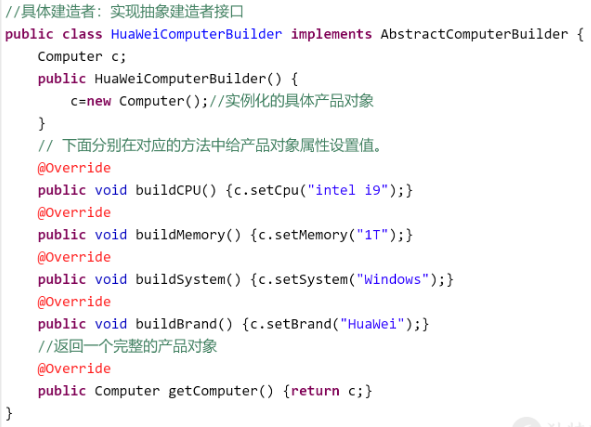 //具体建造者：实现抽象建造者接口
public class HuaWeiComputerBuilder implements AbstractComputerBuilder {
    Computer c;
    public HuaWeiComputerBuilder() {
        c=new Computer();//实例化的具体产品对象
    }
    // 下面分别在对应的方法中给产品对象属性设置值。
    @Override
    public void buildCPU() {c.setCpu("intel i9");}
    @Override
    public void buildMemory() {c.setMemory("1T");}
    @Override
    public void buildSystem() {c.setSystem("Windows");}
    @Override
    public void buildBrand() {c.setBrand("HuaWei");}
    //返回一个完整的产品对象
    @Override
    public Computer getComputer() {return c;}
}